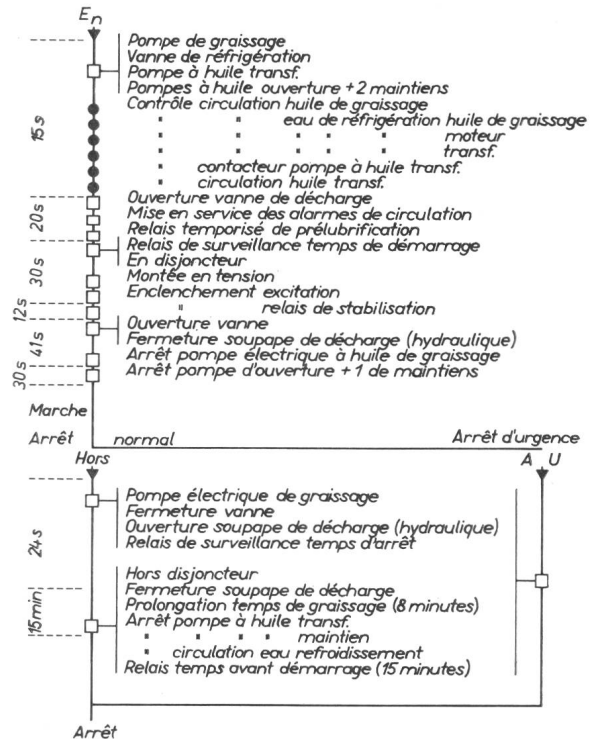 En
Pompe de graissage
Vanne de réfrigération
Pompe à huile transf.
Pompes à huile ouverture +2 maintiens
Contrôle circulation huile de graissage
" " eau de réfrigération huile de graissage
" " " " " moteur
" " " " " transf.
" contacteur pompe à huile transf.
" circulation huile transf.
15s
Ouverture vanne de décharge
Mise en service des alarmes de circulation
Relais temporisé de prélubrification
20s
Relais de surveillance temps de démarrage
En disjoncteur
Montée en tension
Enclenchement excitation
30s
" relais de stabilisation
12s
Ouverture vanne
Fermeture soupape de décharge (hydraulique)
Arrêt pompe électrique à huile de graissage
41s
Arrêt pompe d'ouverture +1 de maintiens
30s
Marche
Arrêt normal Arrêt d'urgence
Hors A U
Pompe électrique de graissage
Fermeture vanne
Ouverture soupape de décharge (hydraulique)
Relais de surveillance temps d'arrêt
24s
Hors disjoncteur
Fermeture soupape de décharge
Prolongation temps de graissage (8 minutes)
Arrêt pompe à huile transf.
" " " " maintien
" circulation eau refroidissement
Relais temps avant démarrage (15 minutes)
15min
Arrêt